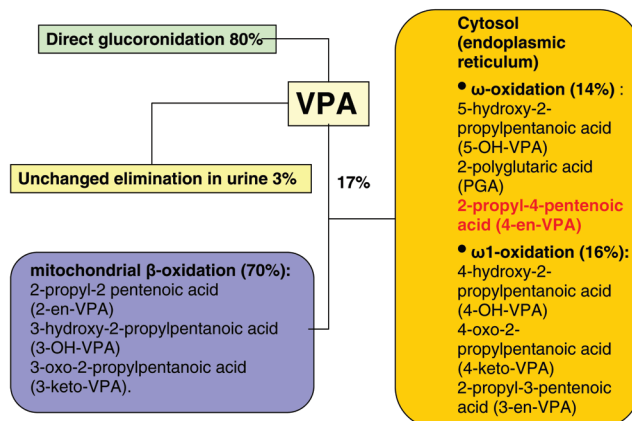 Direct glucoronidation 80%
VPA
Unchanged elimination in urine 3%
17%
mitochondrial β-oxidation (70%):
2-propyl-2 pentenoic acid
(2-en-VPA)
3-hydroxy-2-propylpentanoic acid
(3-OH-VPA)
3-oxo-2-propylpentanoic acid
(3-keto-VPA).
Cytosol
(endoplasmic
reticulum)
• ω-oxidation (14%) :
5-hydroxy-2-
propylpentanoic acid
(5-OH-VPA)
2-polyglutaric acid
(PGA)
2-propyl-4-pentenoic
acid (4-en-VPA)
• ω1-oxidation (16%):
4-hydroxy-2-
propylpentanoic acid
(4-OH-VPA)
4-oxo-2-
propylpentanoic acid
(4-keto-VPA)
2-propyl-3-pentenoic
acid (3-en-VPA)